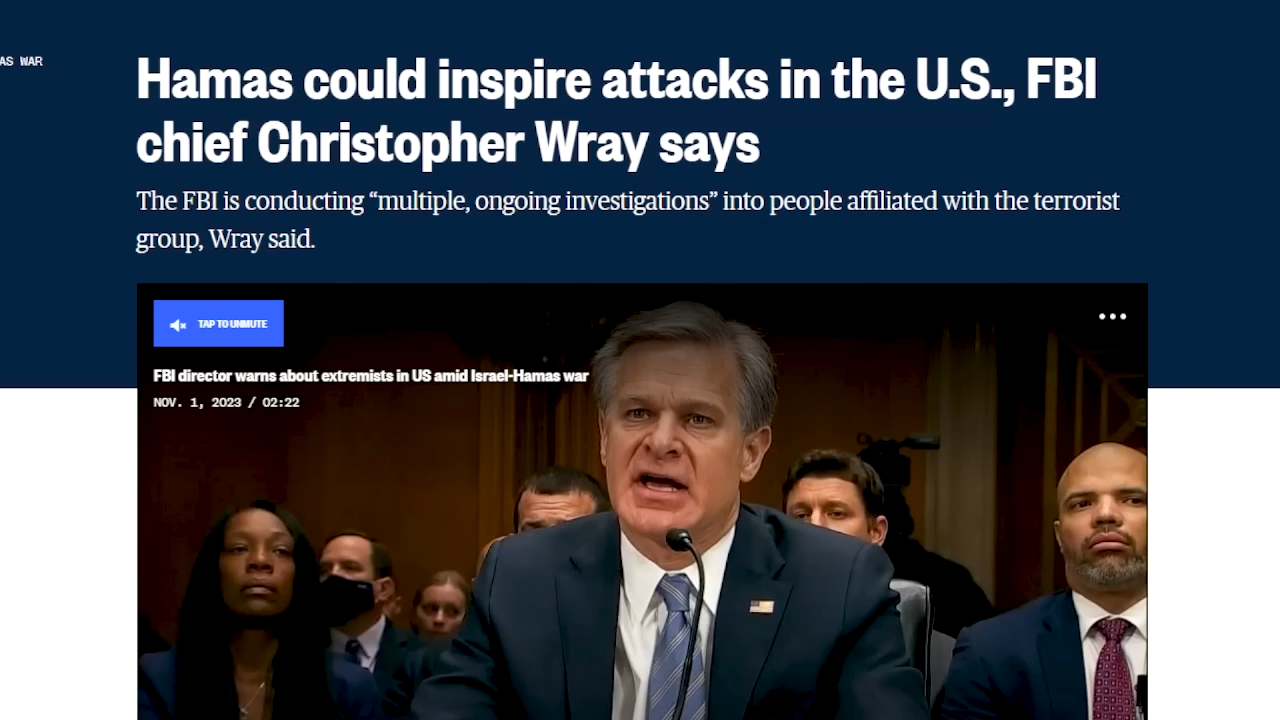 AS WAR
Hamas could inspire attacks in the U.S., FBI
chief Christopher Wray says
The FBI is conducting “multiple, ongoing investigations” into people affiliated with the terrorist
group, Wray said.
TAP TO UNMUTE
FBI director warns about extremists in US amid Israel-Hamas war
NOV. 1, 2023 / 02:22